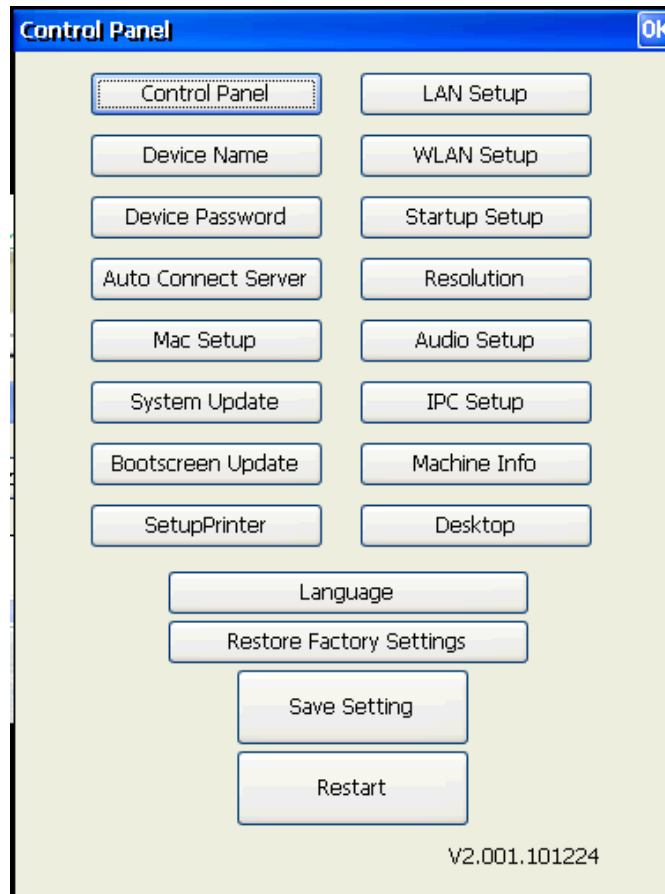 Control Panel
OK
Control Panel
LAN Setup
Device Name
WLAN Setup
Device Password
Startup Setup
Auto Connect Server
Resolution
Mac Setup
Audio Setup
System Update
IPC Setup
Bootscreen Update
Machine Info
SetupPrinter
Desktop
Language
Restore Factory Settings
Save Setting
Restart
V2.001.101224